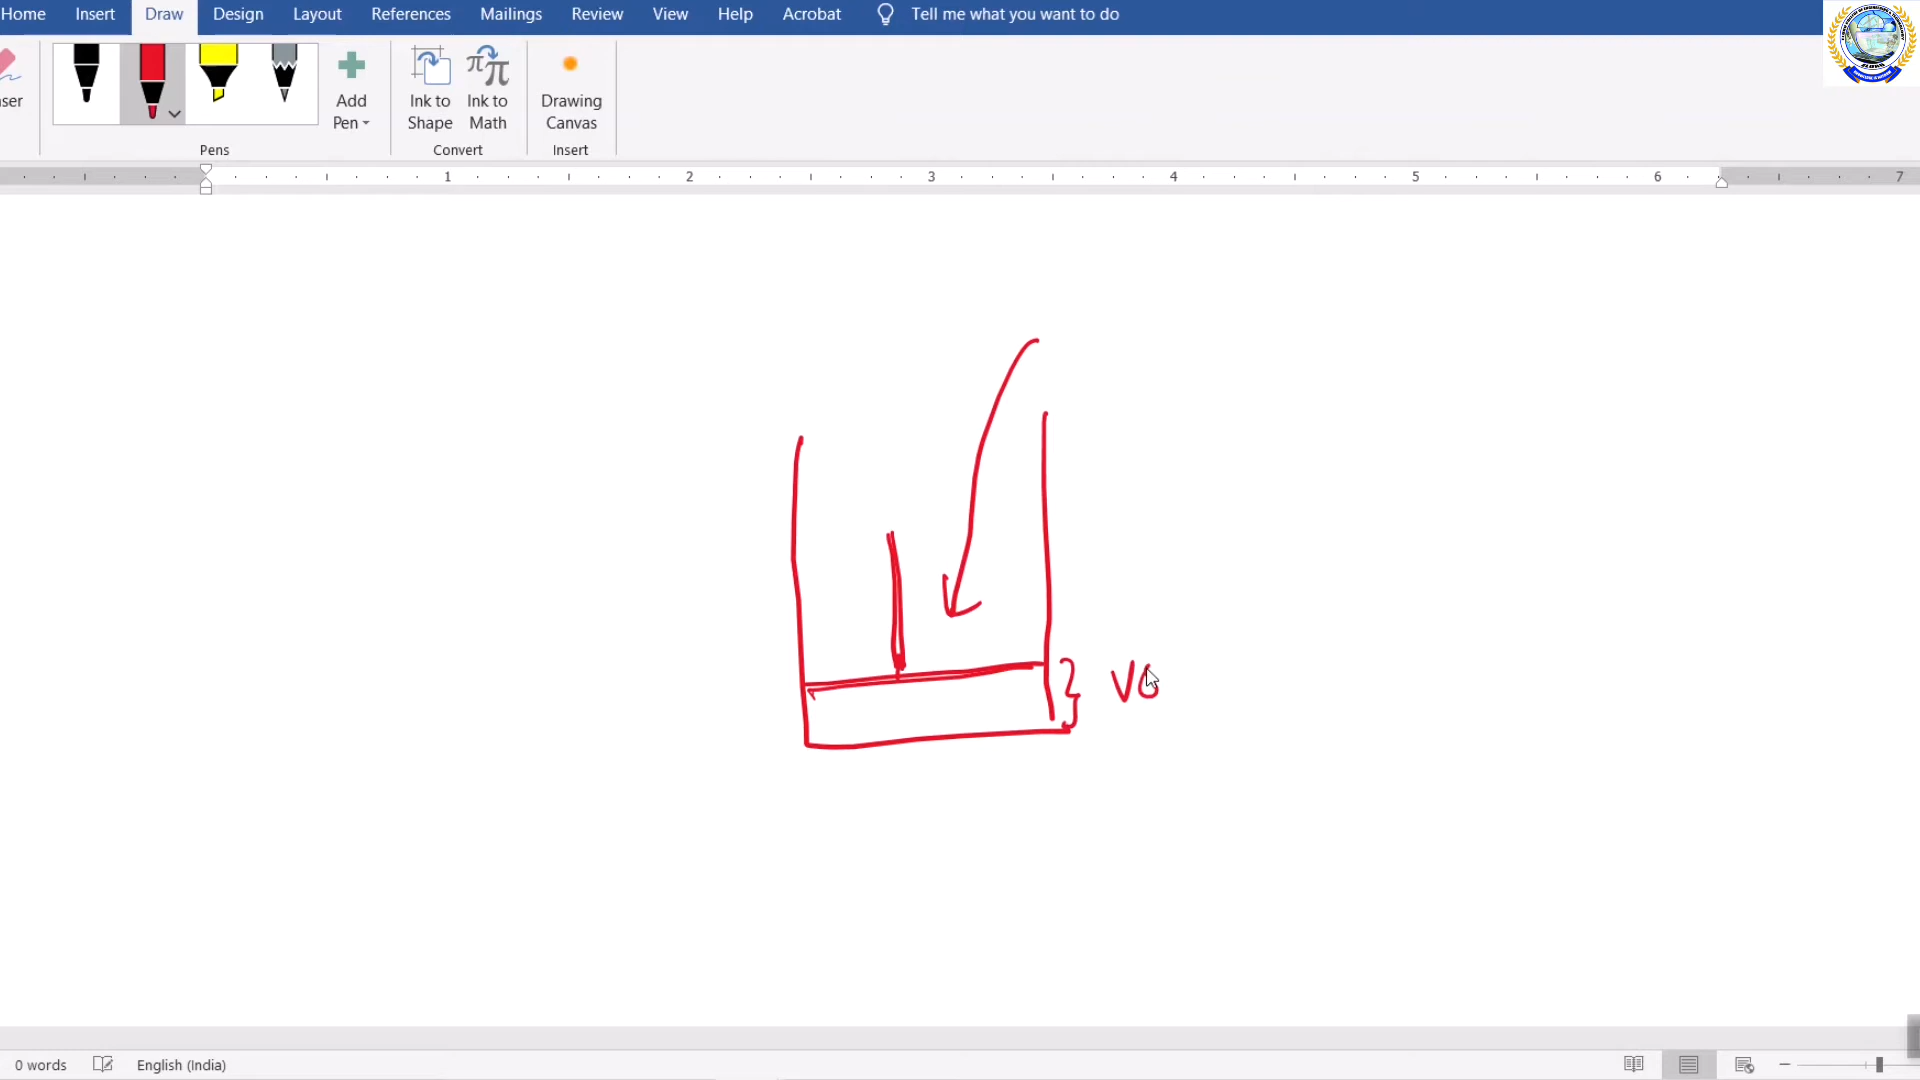 Home Insert Draw Design Layout References Mailings Review View Help Acrobat Tell me what you want to do
ser
Add Pen
Ink to Shape
Ink to Math
Drawing Canvas
Pens
Convert
Insert
1 2 3 4 5 6 7
Vo
0 words English (India)